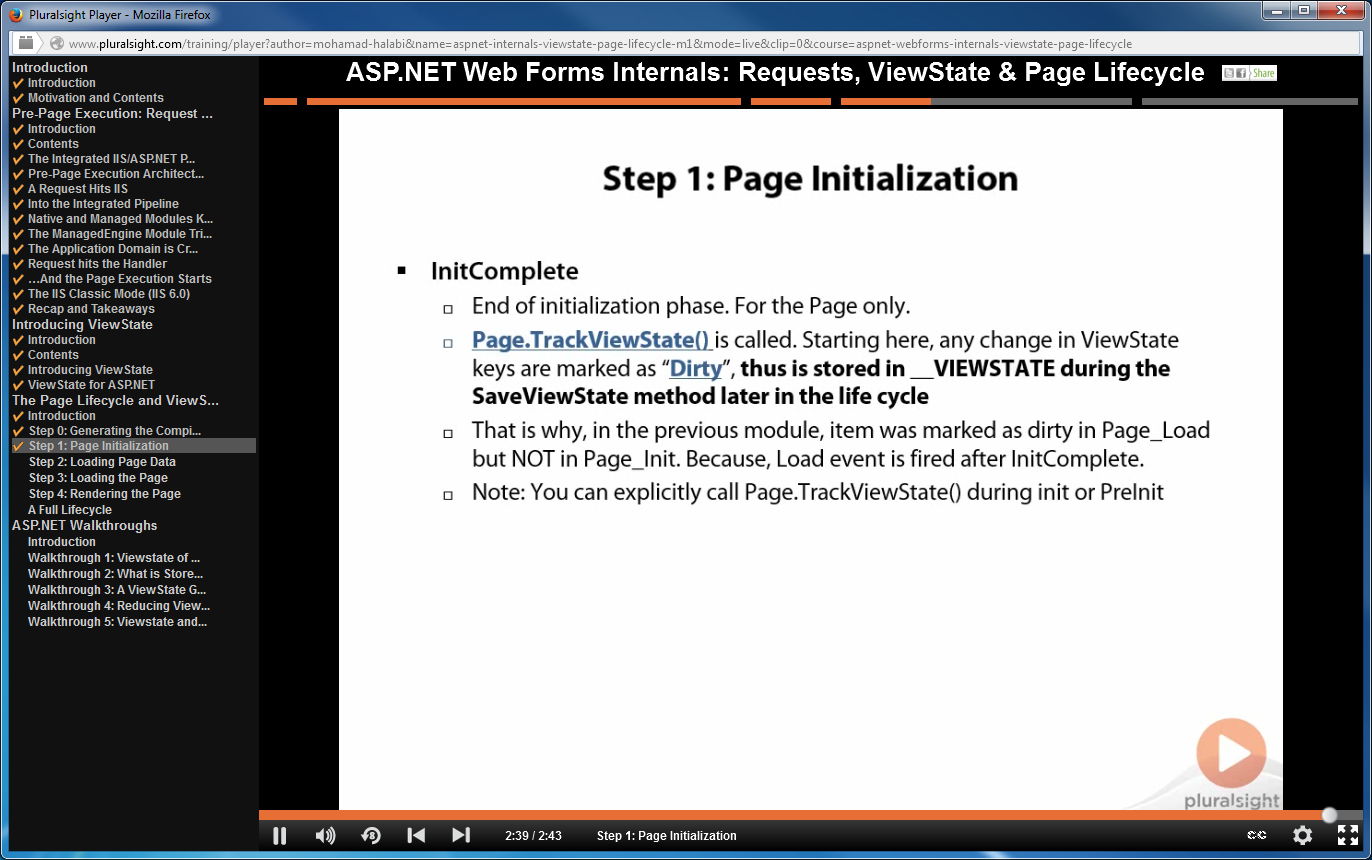 Pluralsight Player - Mozilla Firefox
www.pluralsight.com/training/player?author=mohamad-halabi&name=aspnet-internals-viewstate-page-lifecycle-m1&mode=live&clip=0&course=aspnet-webforms-internals-viewstate-page-lifecycle
Introduction
Introduction
Motivation and Contents
Pre-Page Execution: Request ...
Introduction
Contents
The Integrated IIS/ASP.NET P...
Pre-Page Execution Architect...
A Request Hits IIS
Into the Integrated Pipeline
Native and Managed Modules K...
The ManagedEngine Module Tri...
The Application Domain is Cr...
Request hits the Handler
...And the Page Execution Starts
The IIS Classic Mode (IIS 6.0)
Recap and Takeaways
Introducing ViewState
Introduction
Contents
Introducing ViewState
ViewState for ASP.NET
The Page Lifecycle and ViewS...
Introduction
Step 0: Generating the Compi...
Step 1: Page Initialization
Step 2: Loading Page Data
Step 3: Loading the Page
Step 4: Rendering the Page
A Full Lifecycle
ASP.NET Walkthroughs
Introduction
Walkthrough 1: Viewstate of ...
Walkthrough 2: What is Store...
Walkthrough 3: A ViewState G...
Walkthrough 4: Reducing View...
Walkthrough 5: Viewstate and...
ASP.NET Web Forms Internals: Requests, ViewState & Page Lifecycle
Share
Step 1: Page Initialization
InitComplete
End of initialization phase. For the Page only.
Page.TrackViewState() is called. Starting here, any change in ViewState
keys are marked as “Dirty”, thus is stored in __VIEWSTATE during the
SaveViewState method later in the life cycle
That is why, in the previous module, item was marked as dirty in Page_Load
but NOT in Page_Init. Because, Load event is fired after InitComplete.
Note: You can explicitly call Page.TrackViewState() during init or PreInit
pluralsight
8
2:39 / 2:43
Step 1: Page Initialization
CC